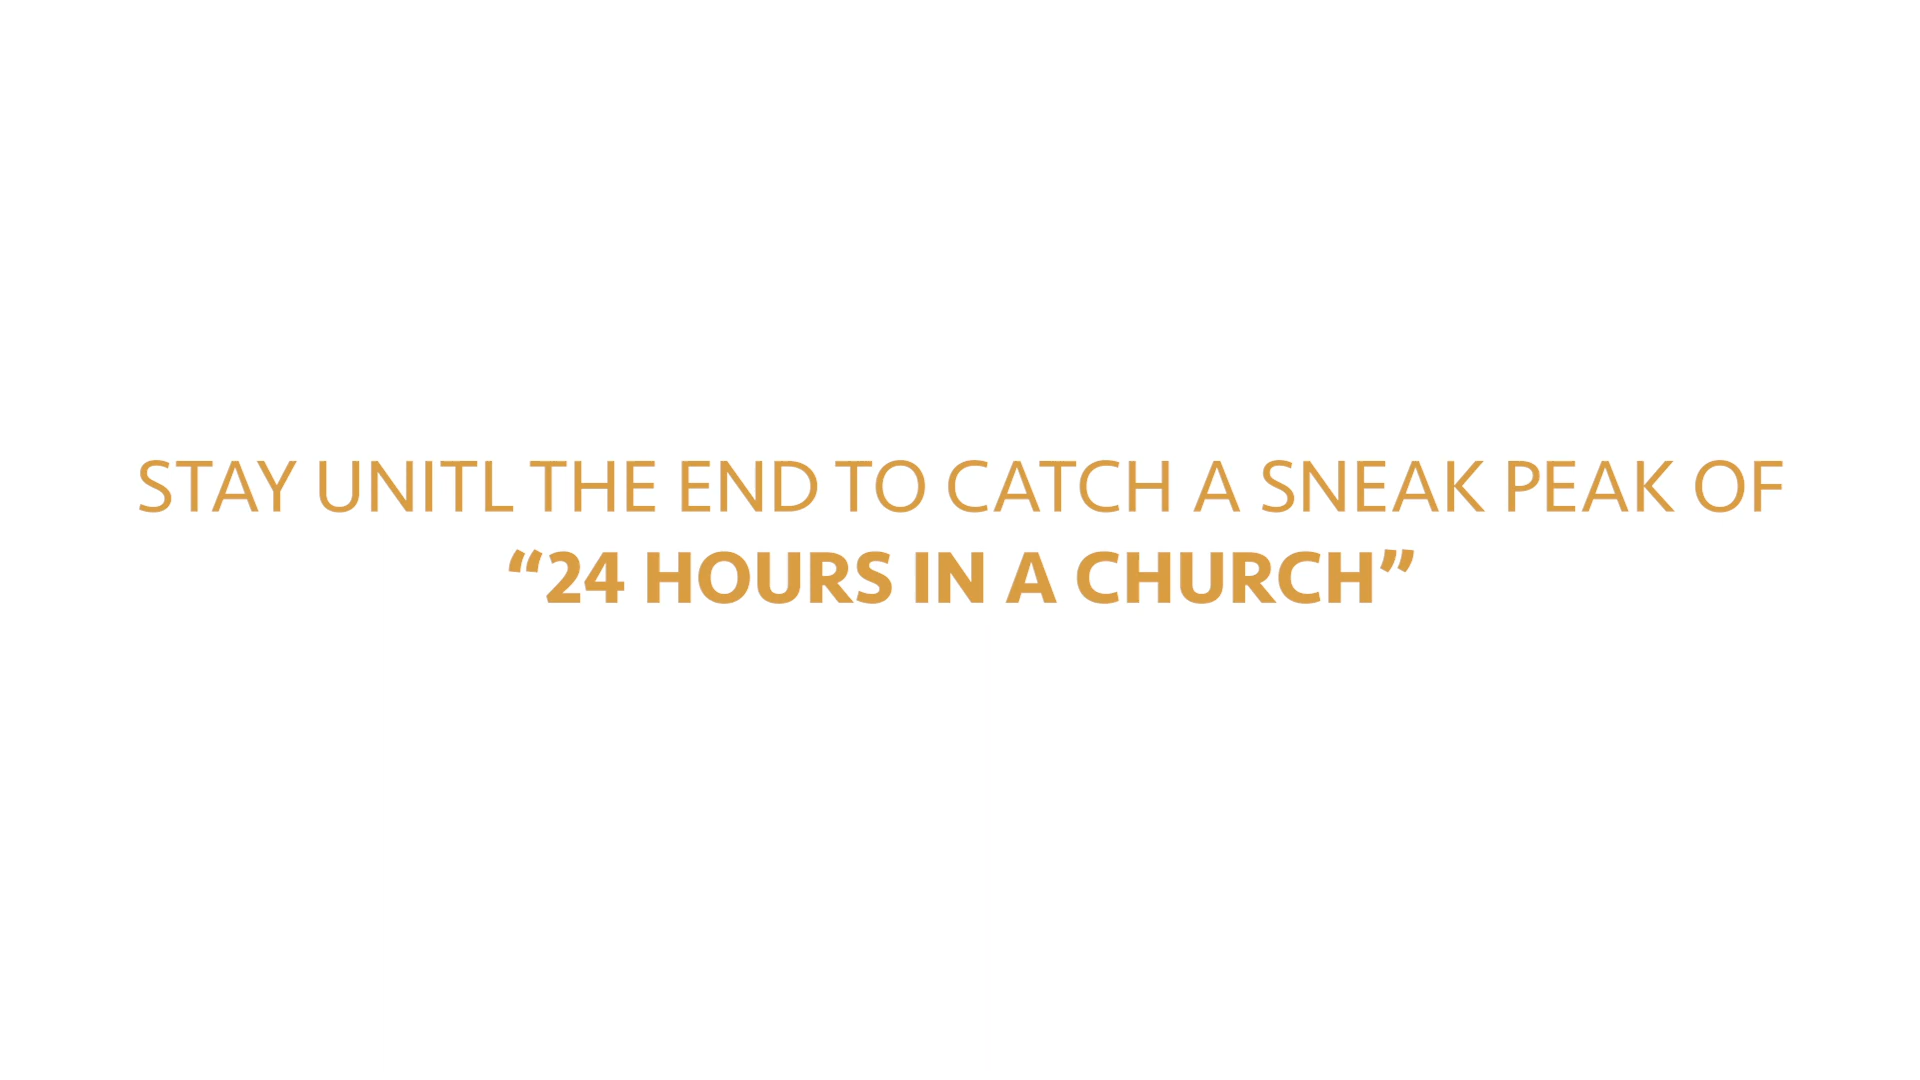 STAY UNITL THE END TO CATCH A SNEAK PEAK OF
“24 HOURS IN A CHURCH”